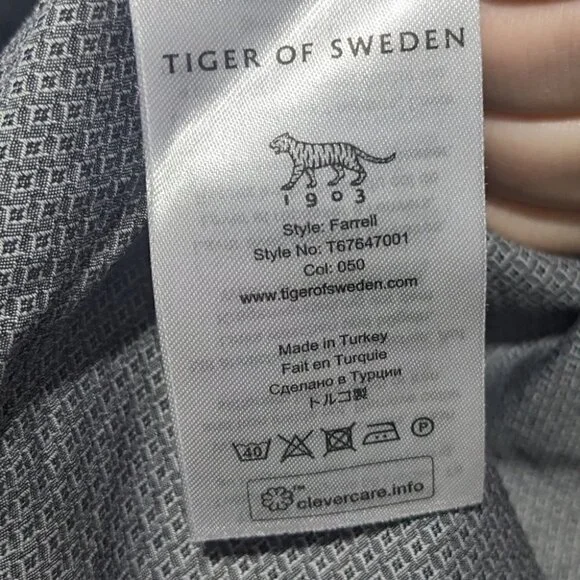 TIGER OF SWEDEN
1903
Style: Farrell
Style No: T67647001
Col: 050
www.tigerofsweden.com
Made in Turkey
Fait en Turquie
Сделано в Турции
トルコ製
40 P
™ clevercare.info